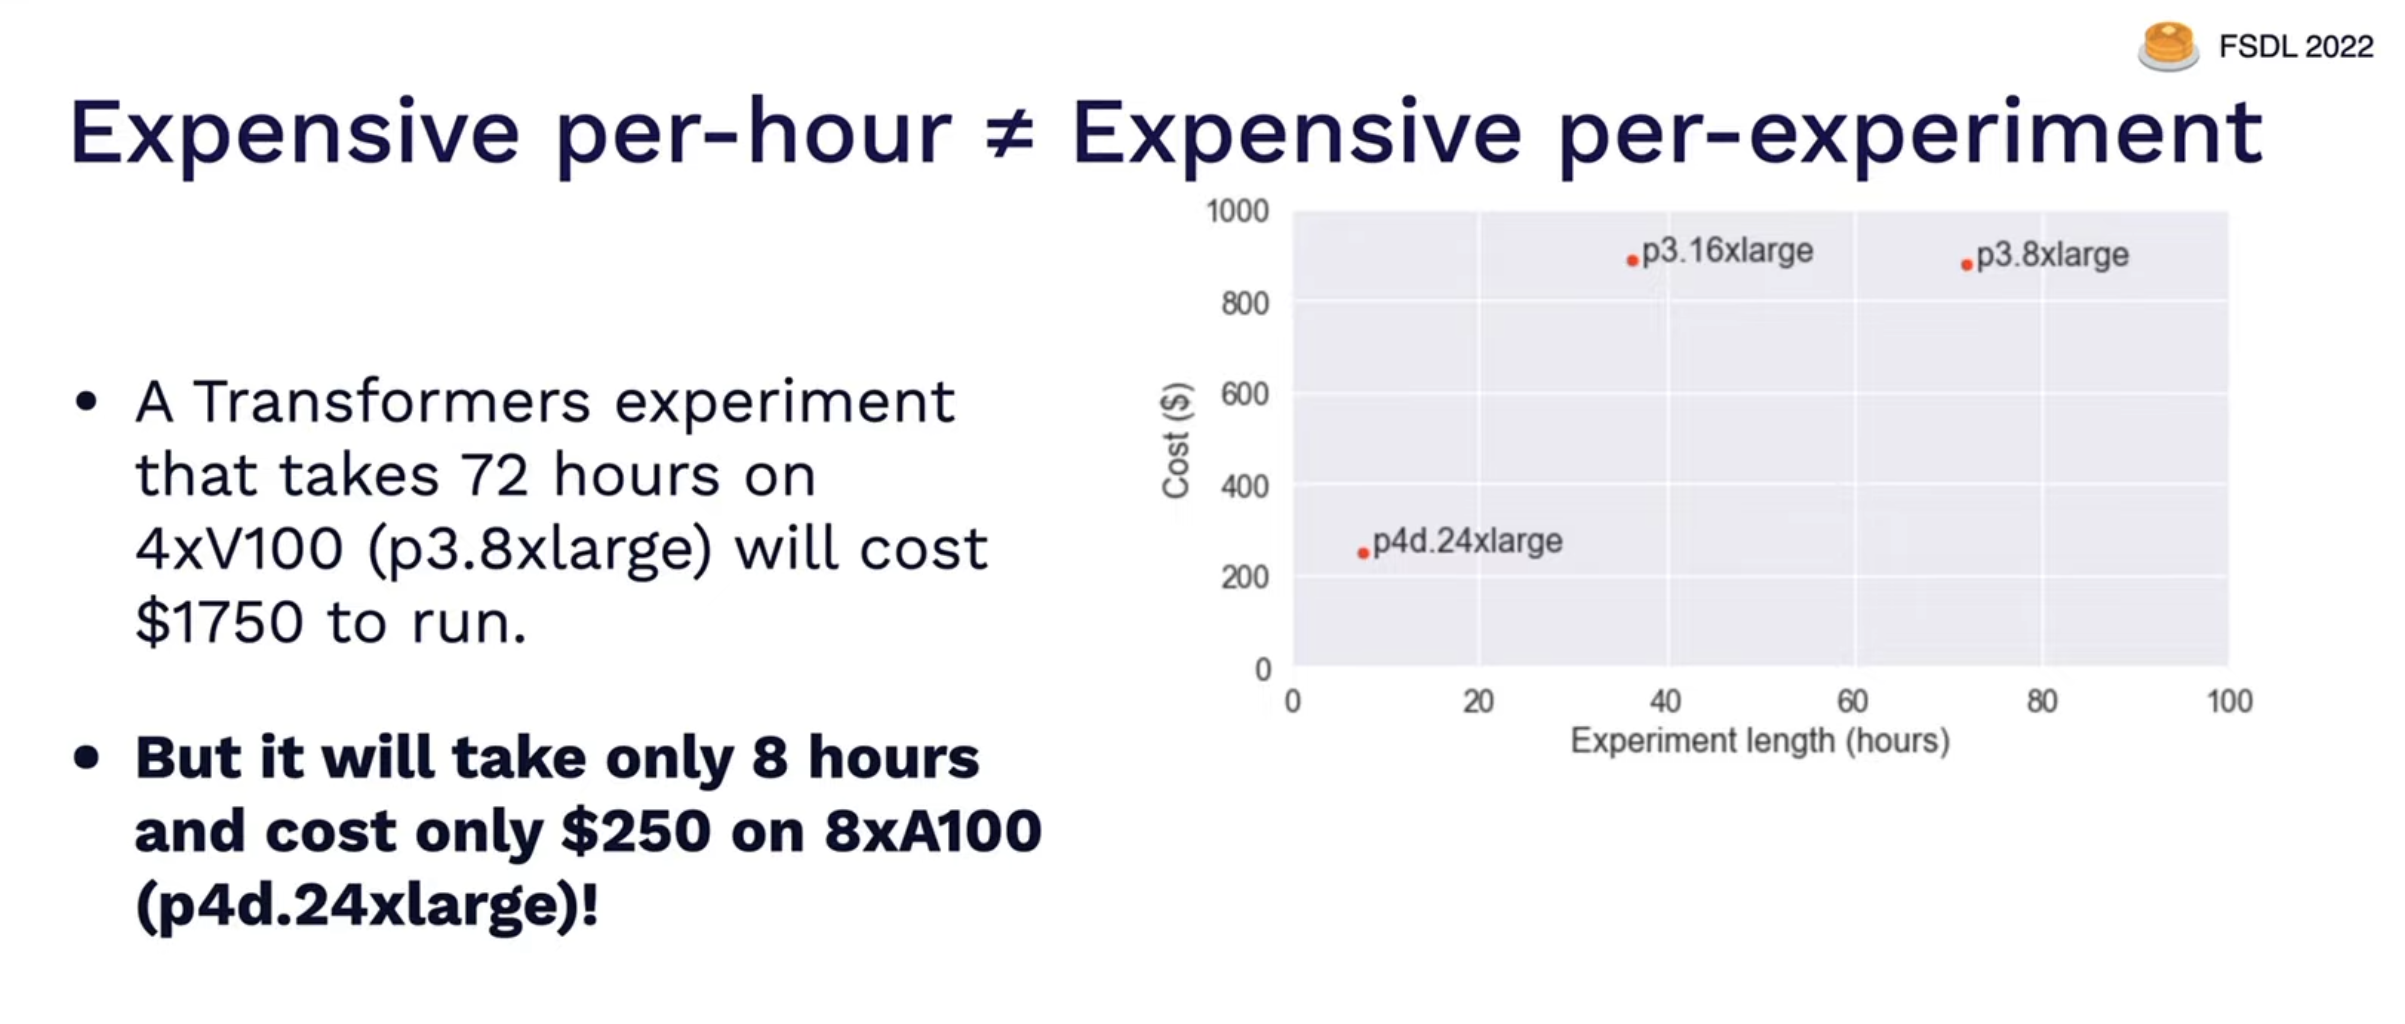 FSDL 2022
Expensive per-hour ≠ Expensive per-experiment
• A Transformers experiment
that takes 72 hours on
4xV100 (p3.8xlarge) will cost
$1750 to run.
• But it will take only 8 hours
and cost only $250 on 8xA100
(p4d.24xlarge)!
1000
800
600
400
200
0
Cost ($)
p3.16xlarge
p3.8xlarge
p4d.24xlarge
0 20 40 60 80 100
Experiment length (hours)